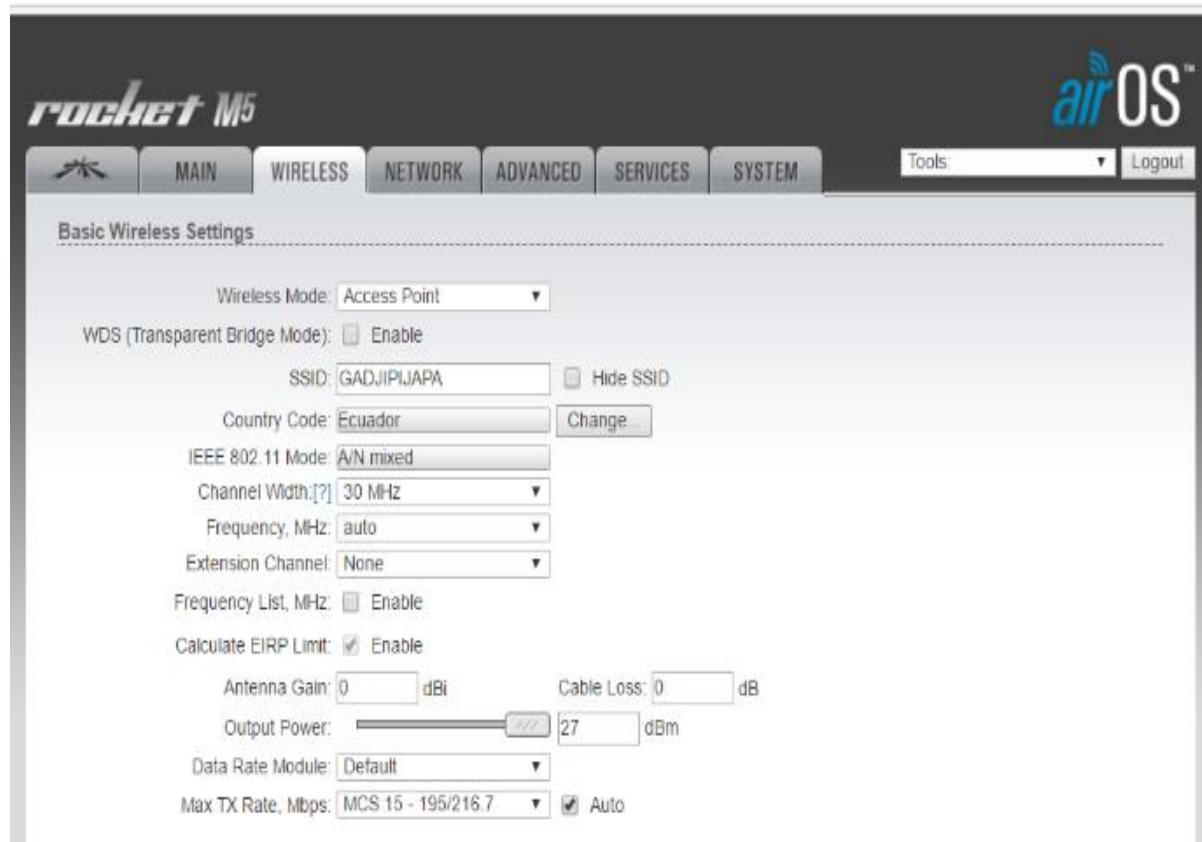 rocket M5
airOS™
MAIN WIRELESS NETWORK ADVANCED SERVICES SYSTEM Tools: Logout
Basic Wireless Settings
Wireless Mode: Access Point
WDS (Transparent Bridge Mode): Enable
SSID: GADJIPIJAPA Hide SSID
Country Code: Ecuador Change...
IEEE 802.11 Mode: A/N mixed
Channel Width:[?] 30 MHz
Frequency, MHz: auto
Extension Channel: None
Frequency List, MHz: Enable
Calculate EIRP Limit: Enable
Antenna Gain: 0 dBi Cable Loss: 0 dB
Output Power: 27 dBm
Data Rate Module: Default
Max TX Rate, Mbps: MCS 15 - 195/216.7 Auto